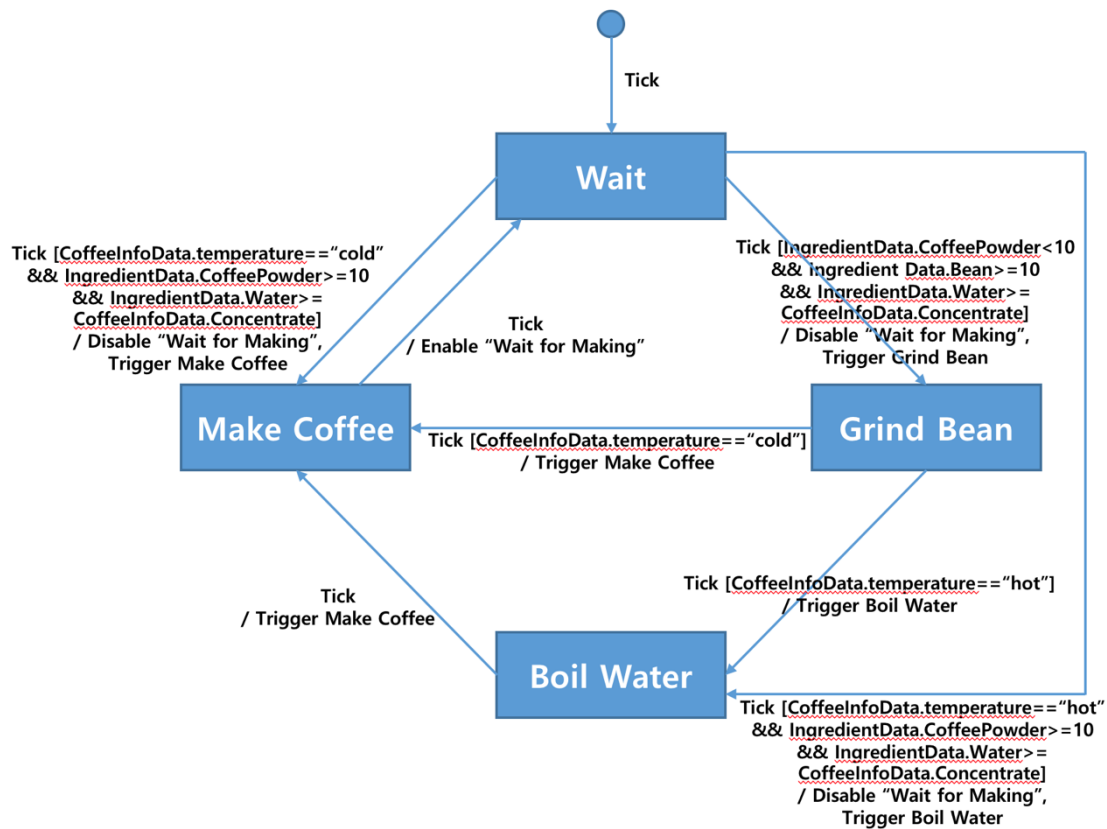 Tick
Wait
Tick [CoffeeInfoData.temperature==“cold”
&& IngredientData.CoffeePowder>=10
&& IngredientData.Water>=
CoffeeInfoData.Concentrate]
/ Disable “Wait for Making”,
Trigger Make Coffee
Tick
/ Enable “Wait for Making”
Tick [IngredientData.CoffeePowder<10
&& Ingredient Data.Bean>=10
&& IngredientData.Water>=
CoffeeInfoData.Concentrate]
/ Disable “Wait for Making”,
Trigger Grind Bean
Make Coffee
Tick [CoffeeInfoData.temperature==“cold”]
/ Trigger Make Coffee
Grind Bean
Tick
/ Trigger Make Coffee
Tick [CoffeeInfoData.temperature==“hot”]
/ Trigger Boil Water
Boil Water
Tick [CoffeeInfoData.temperature==“hot”
&& IngredientData.CoffeePowder>=10
&& IngredientData.Water>=
CoffeeInfoData.Concentrate]
/ Disable “Wait for Making”,
Trigger Boil Water